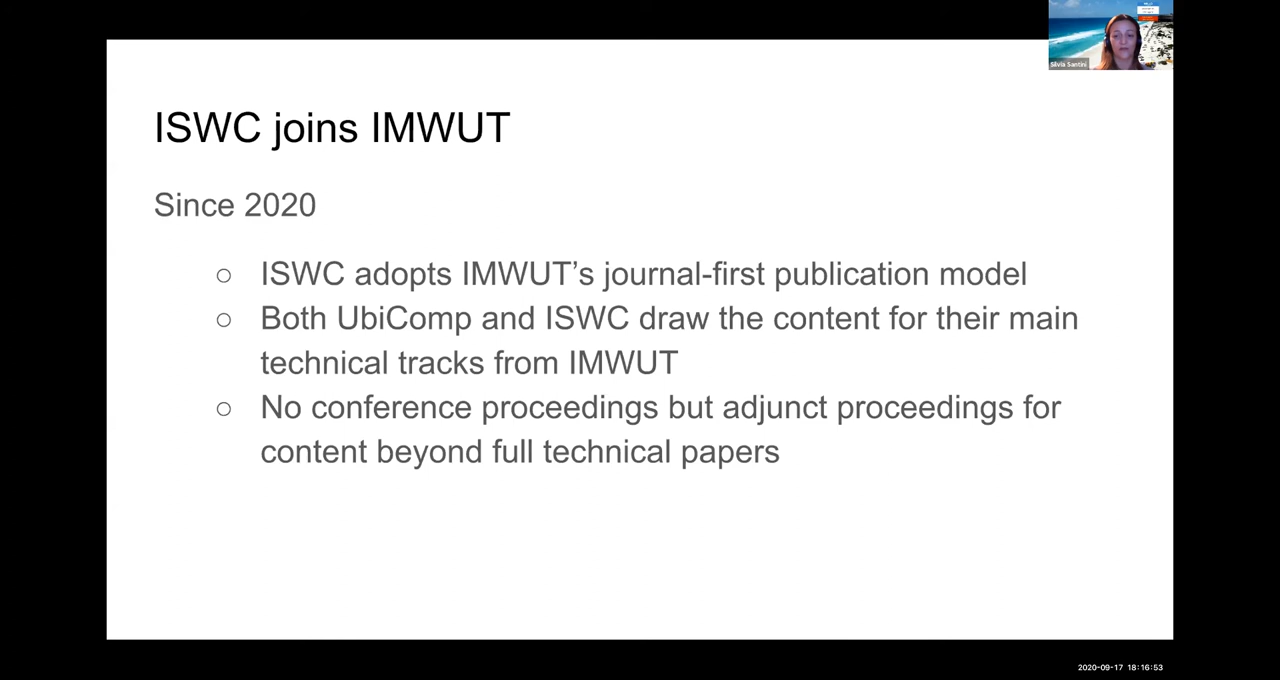 Silvia Santini
ISWC joins IMWUT
Since 2020
○ ISWC adopts IMWUT’s journal-first publication model
○ Both UbiComp and ISWC draw the content for their main
technical tracks from IMWUT
○ No conference proceedings but adjunct proceedings for
content beyond full technical papers
2020-09-17 18:16:53